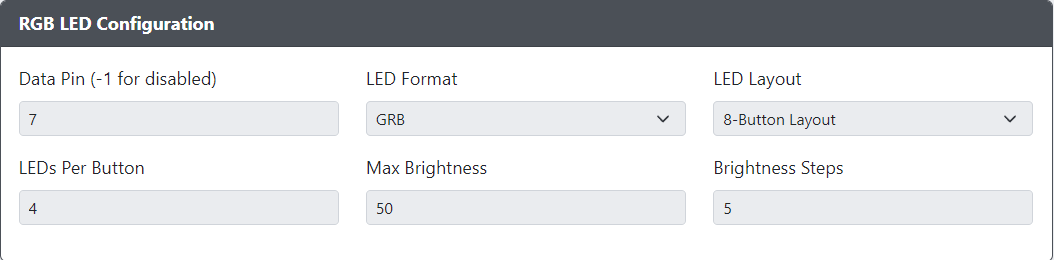 RGB LED Configuration
Data Pin (-1 for disabled) LED Format LED Layout
7 GRB 8-Button Layout
LEDs Per Button Max Brightness Brightness Steps
4 50 5